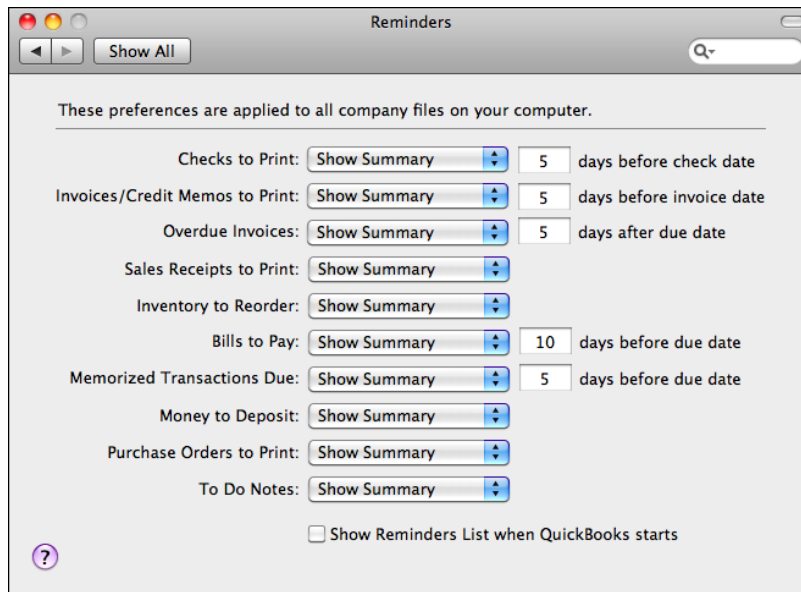 Reminders
Show All
These preferences are applied to all company files on your computer.
Checks to Print: Show Summary 5 days before check date
Invoices/Credit Memos to Print: Show Summary 5 days before invoice date
Overdue Invoices: Show Summary 5 days after due date
Sales Receipts to Print: Show Summary
Inventory to Reorder: Show Summary
Bills to Pay: Show Summary 10 days before due date
Memorized Transactions Due: Show Summary 5 days before due date
Money to Deposit: Show Summary
Purchase Orders to Print: Show Summary
To Do Notes: Show Summary
Show Reminders List when QuickBooks starts
?